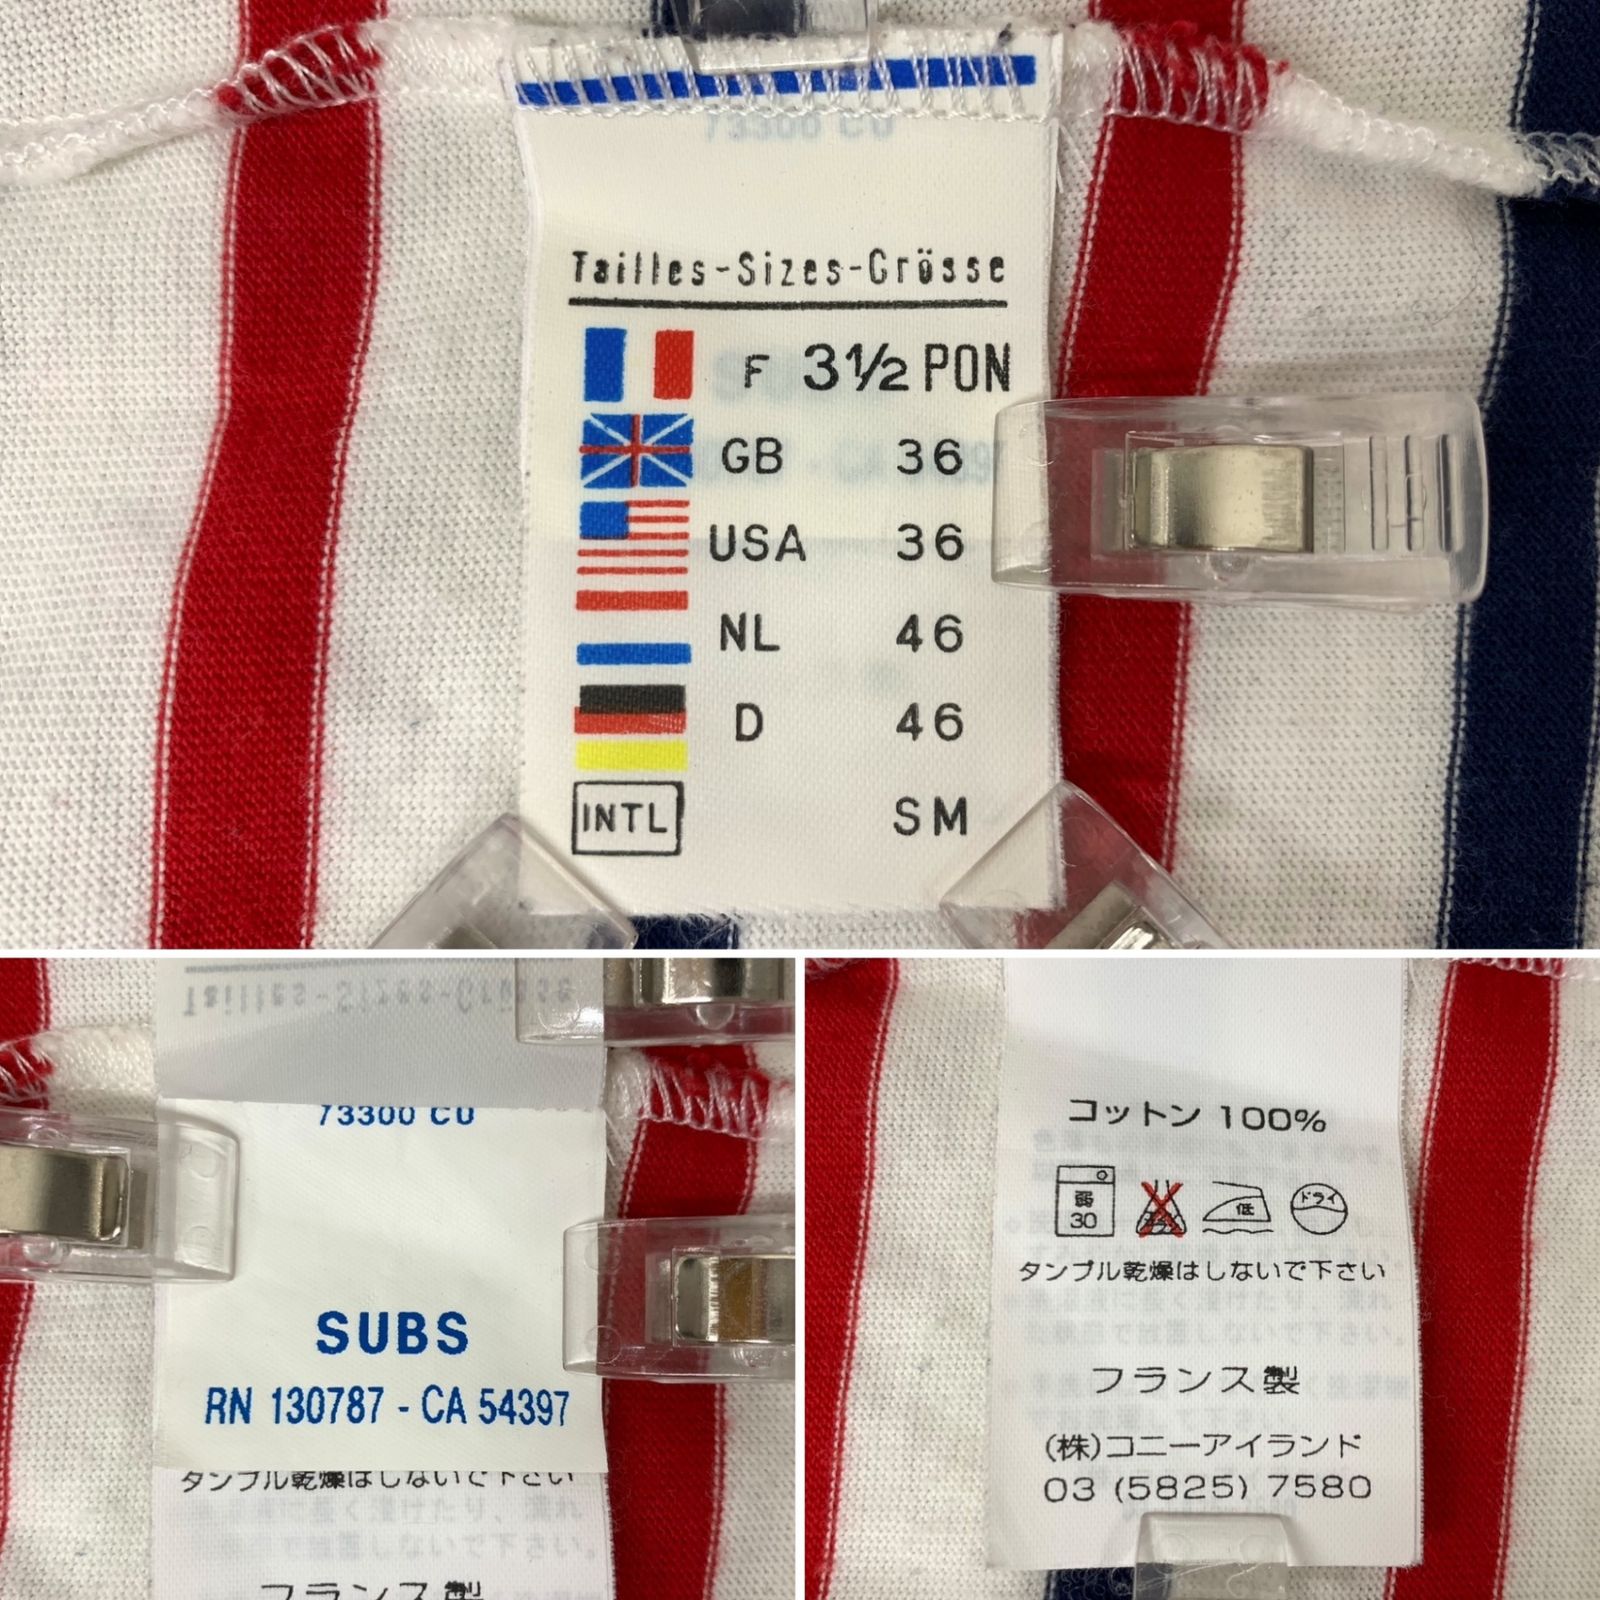 73300 CU
Tailles-Sizes-Grösse
F 3½ PON
GB 36
USA 36
NL 46
D 46
INTL SM
Tailles-Sizes-Grösse
73300 CU
SUBS
RN 130787 - CA 54397
タンブル乾燥はしないで下さい
フランス製
コットン 100%
弱
30
低
ドライ
タンブル乾燥はしないで下さい
フランス製
(株)コニーアイランド
03 (5825) 7580